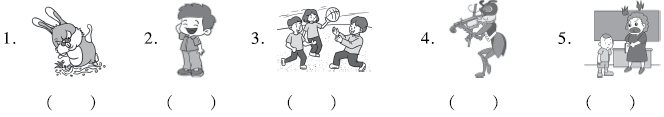 1. 2. 3. 4. 5.
( ) ( ) ( ) ( ) ( )